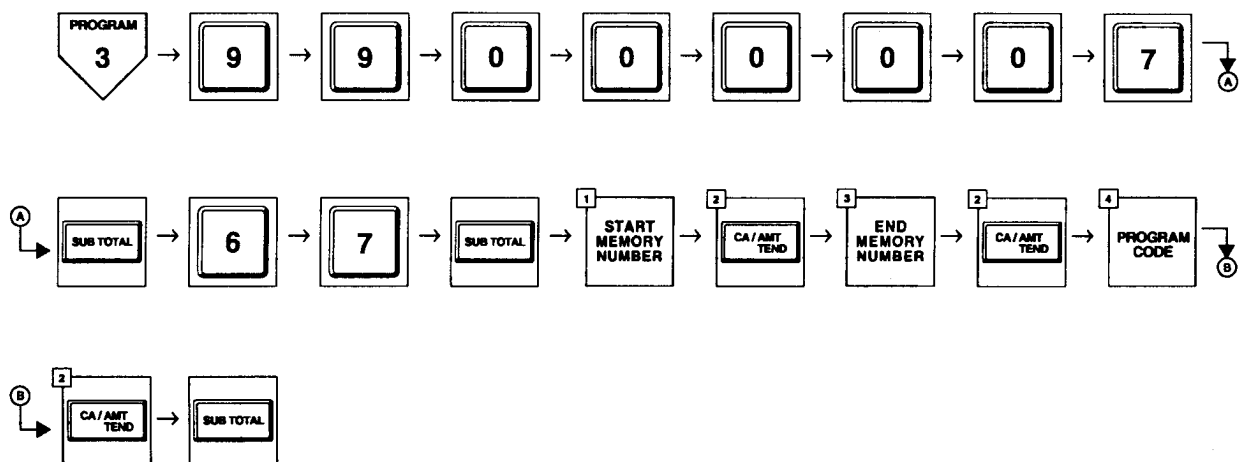 PROGRAM
3 → 9 → 9 → 0 → 0 → 0 → 0 → 0 → 7
A
A
SUB TOTAL → 6 → 7 → SUB TOTAL → 1 START MEMORY NUMBER → 2 CA / AMT TEND → 3 END MEMORY NUMBER → 2 CA / AMT TEND → 4 PROGRAM CODE
B
B
2 CA / AMT TEND → SUB TOTAL